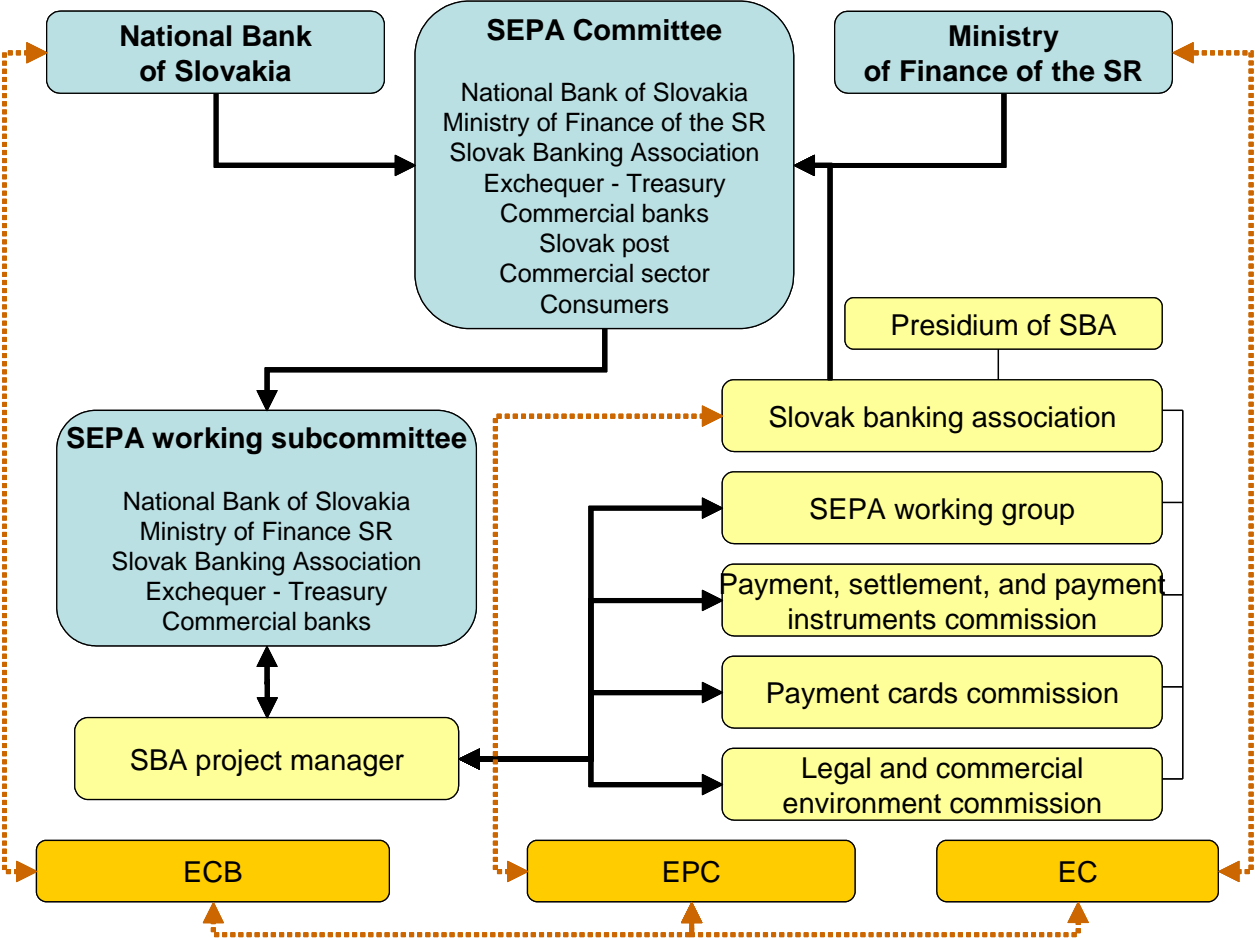 National Bank
of Slovakia
SEPA Committee
National Bank of Slovakia
Ministry of Finance of the SR
Slovak Banking Association
Exchequer - Treasury
Commercial banks
Slovak post
Commercial sector
Consumers
Ministry
of Finance of the SR
Presidium of SBA
Slovak banking association
SEPA working subcommittee
National Bank of Slovakia
Ministry of Finance SR
Slovak Banking Association
Exchequer - Treasury
Commercial banks
SEPA working group
Payment, settlement, and payment
instruments commission
Payment cards commission
SBA project manager
Legal and commercial
environment commission
ECB
EPC
EC